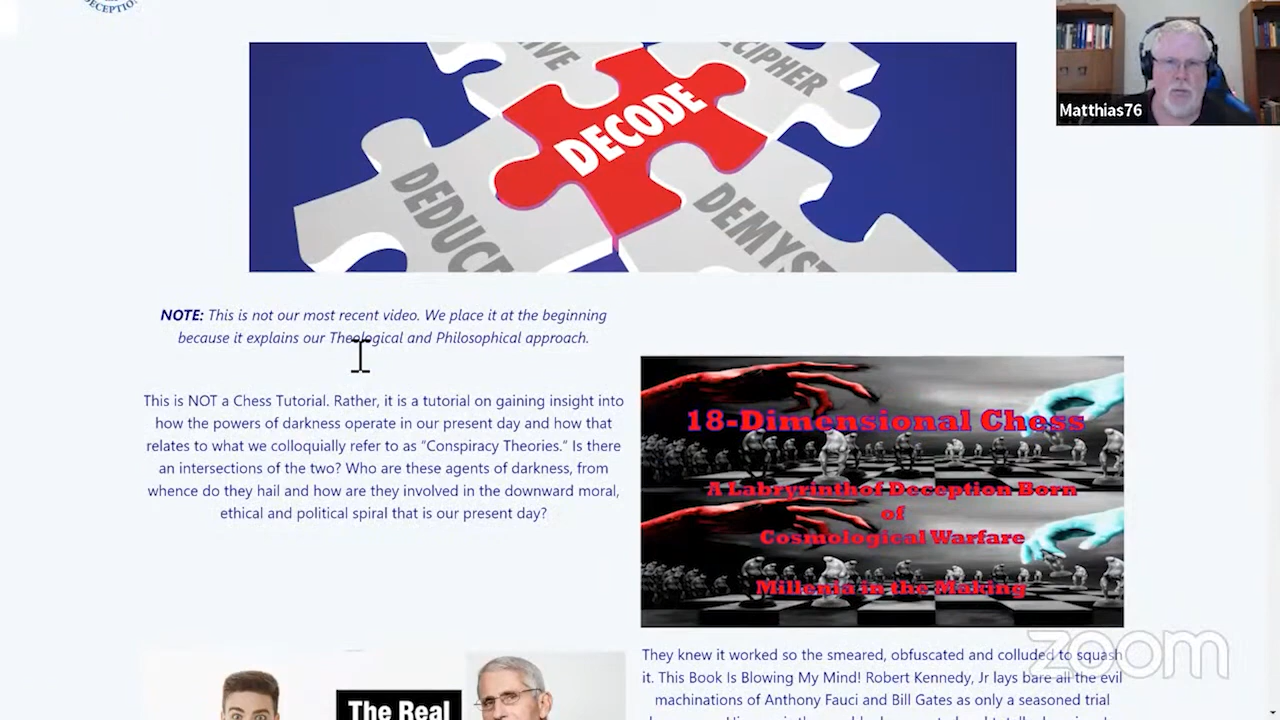 DECEPTION
Matthias76
DECODE
DEDUCE
NOTE: This is not our most recent video. We place it at the beginning
because it explains our Theological and Philosophical approach.
This is NOT a Chess Tutorial. Rather, it is a tutorial on gaining insight into
how the powers of darkness operate in our present day and how that
relates to what we colloquially refer to as “Conspiracy Theories.” Is there
an intersections of the two? Who are these agents of darkness, from
whence do they hail and how are they involved in the downward moral,
ethical and political spiral that is our present day?
18-Dimensional Chess
A Labryrinthof Deception Born
of
Cosmological Warfare
Millenia in the Making
They knew it worked so the smeared, obfuscated and colluded to squash
it. This Book Is Blowing My Mind! Robert Kennedy, Jr lays bare all the evil
machinations of Anthony Fauci and Bill Gates as only a seasoned trial
The Real
zoom